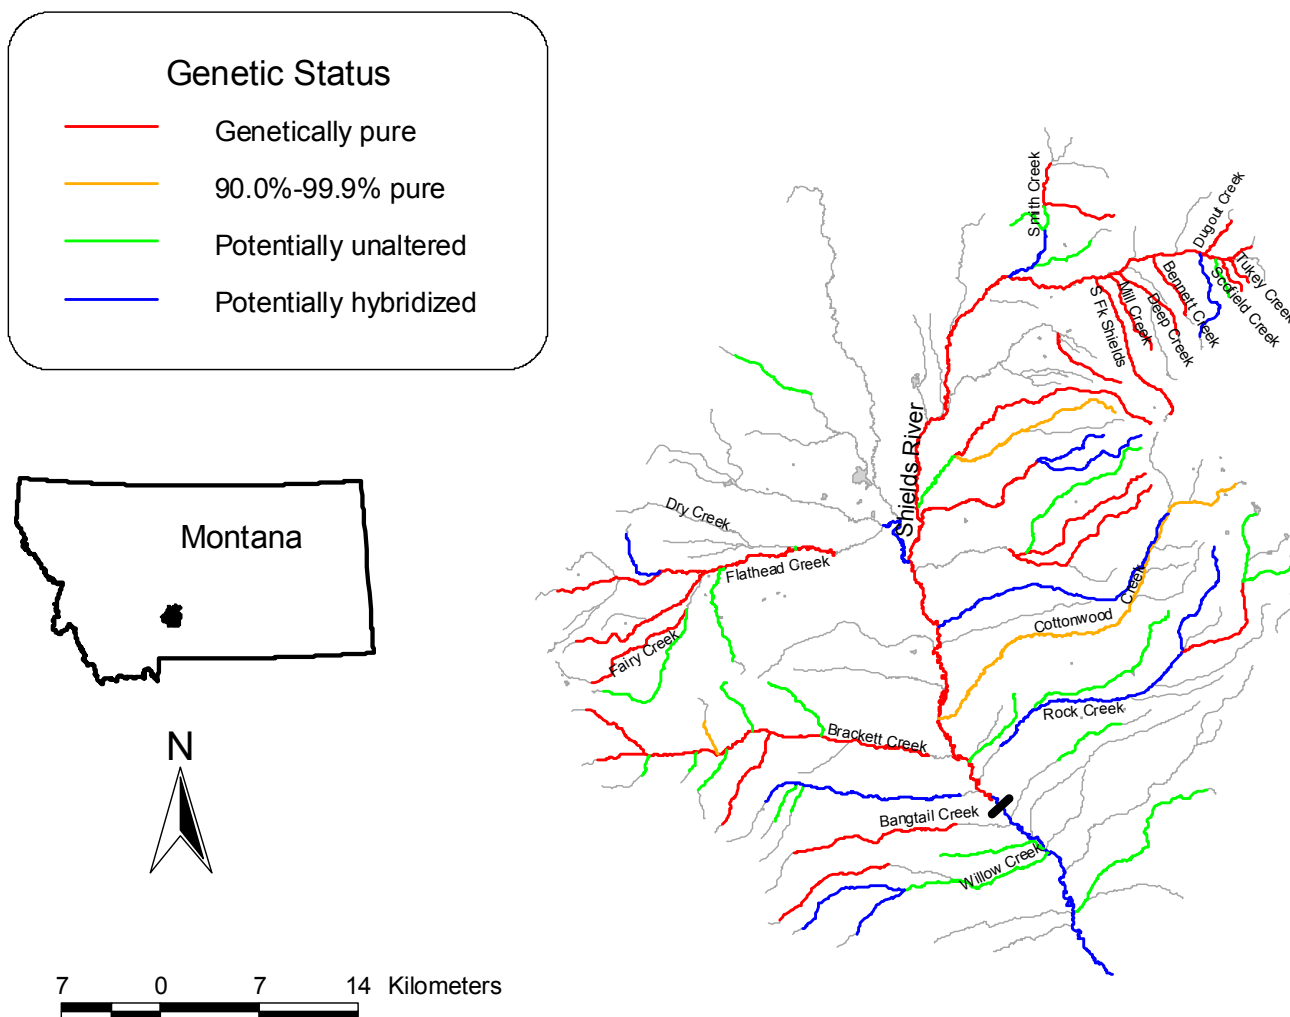 Genetic Status
Genetically pure
90.0%-99.9% pure
Potentially unaltered
Potentially hybridized
Montana
N
7 0 7 14 Kilometers
Smith Creek
Dugout Creek
Tukey Creek
Scofield Creek
Bennett Creek
Deep Creek
Mill Creek
S Fk Shields
Shields River
Dry Creek
Flathead Creek
Fairy Creek
Cottonwood Creek
Rock Creek
Brackett Creek
Bangtail Creek
Willow Creek